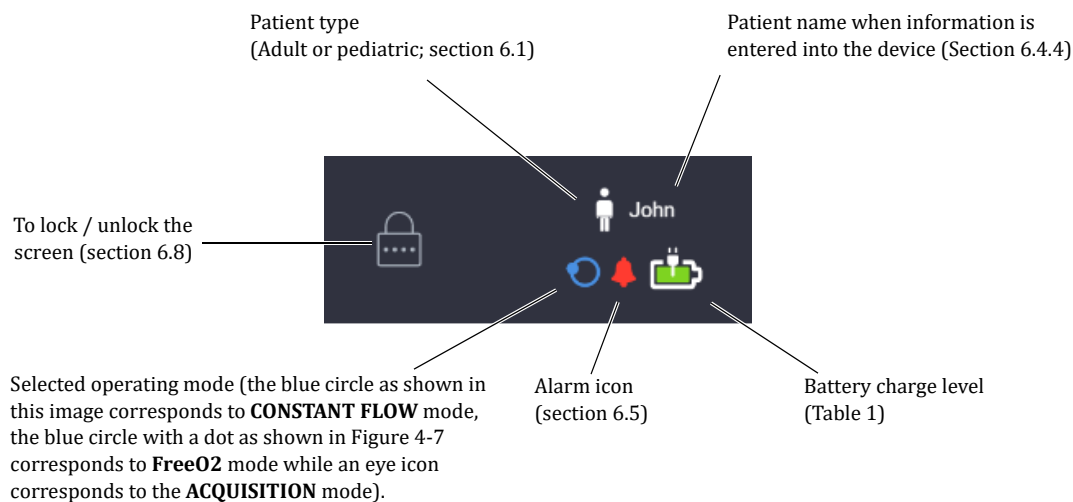 Patient type
(Adult or pediatric; section 6.1)
Patient name when information is
entered into the device (Section 6.4.4)
To lock / unlock the
screen (section 6.8)
John
Selected operating mode (the blue circle as shown in
this image corresponds to CONSTANT FLOW mode,
the blue circle with a dot as shown in Figure 4-7
corresponds to FreeO2 mode while an eye icon
corresponds to the ACQUISITION mode).
Alarm icon
(section 6.5)
Battery charge level
(Table 1)